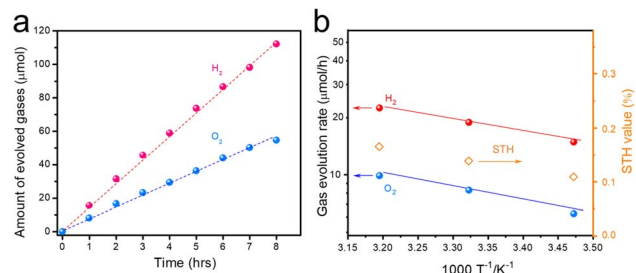 a
Amount of evolved gases (μmol)
120
100
80
60
40
20
0
H2
O2
0 1 2 3 4 5 6 7 8
Time (hrs)
b
Gas evolution rate (μmol/h)
50
30
20
10
H2
O2
STH
0.3
0.2
0.1
0.0
STH value (%)
3.15 3.20 3.25 3.30 3.35 3.40 3.45 3.50
1000 T⁻¹/K⁻¹